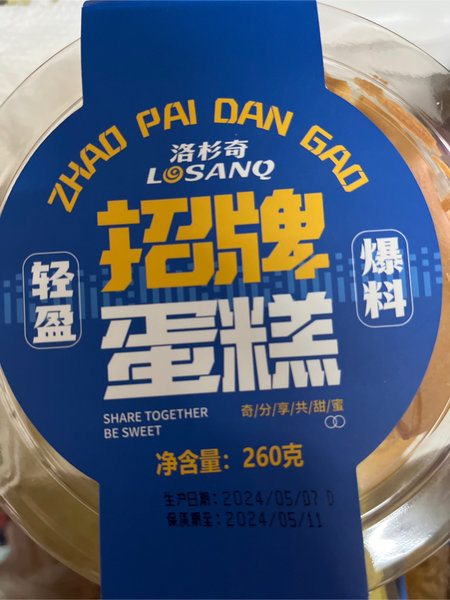 ZHAO PAI DAN GAO
洛杉奇
LOSANQ
招牌
蛋糕
轻盈
爆料
SHARE TOGETHER
BE SWEET
奇/分/享/共/甜/蜜
净含量：260克
生产日期：2024/05/07 D
保质期至：2024/05/11